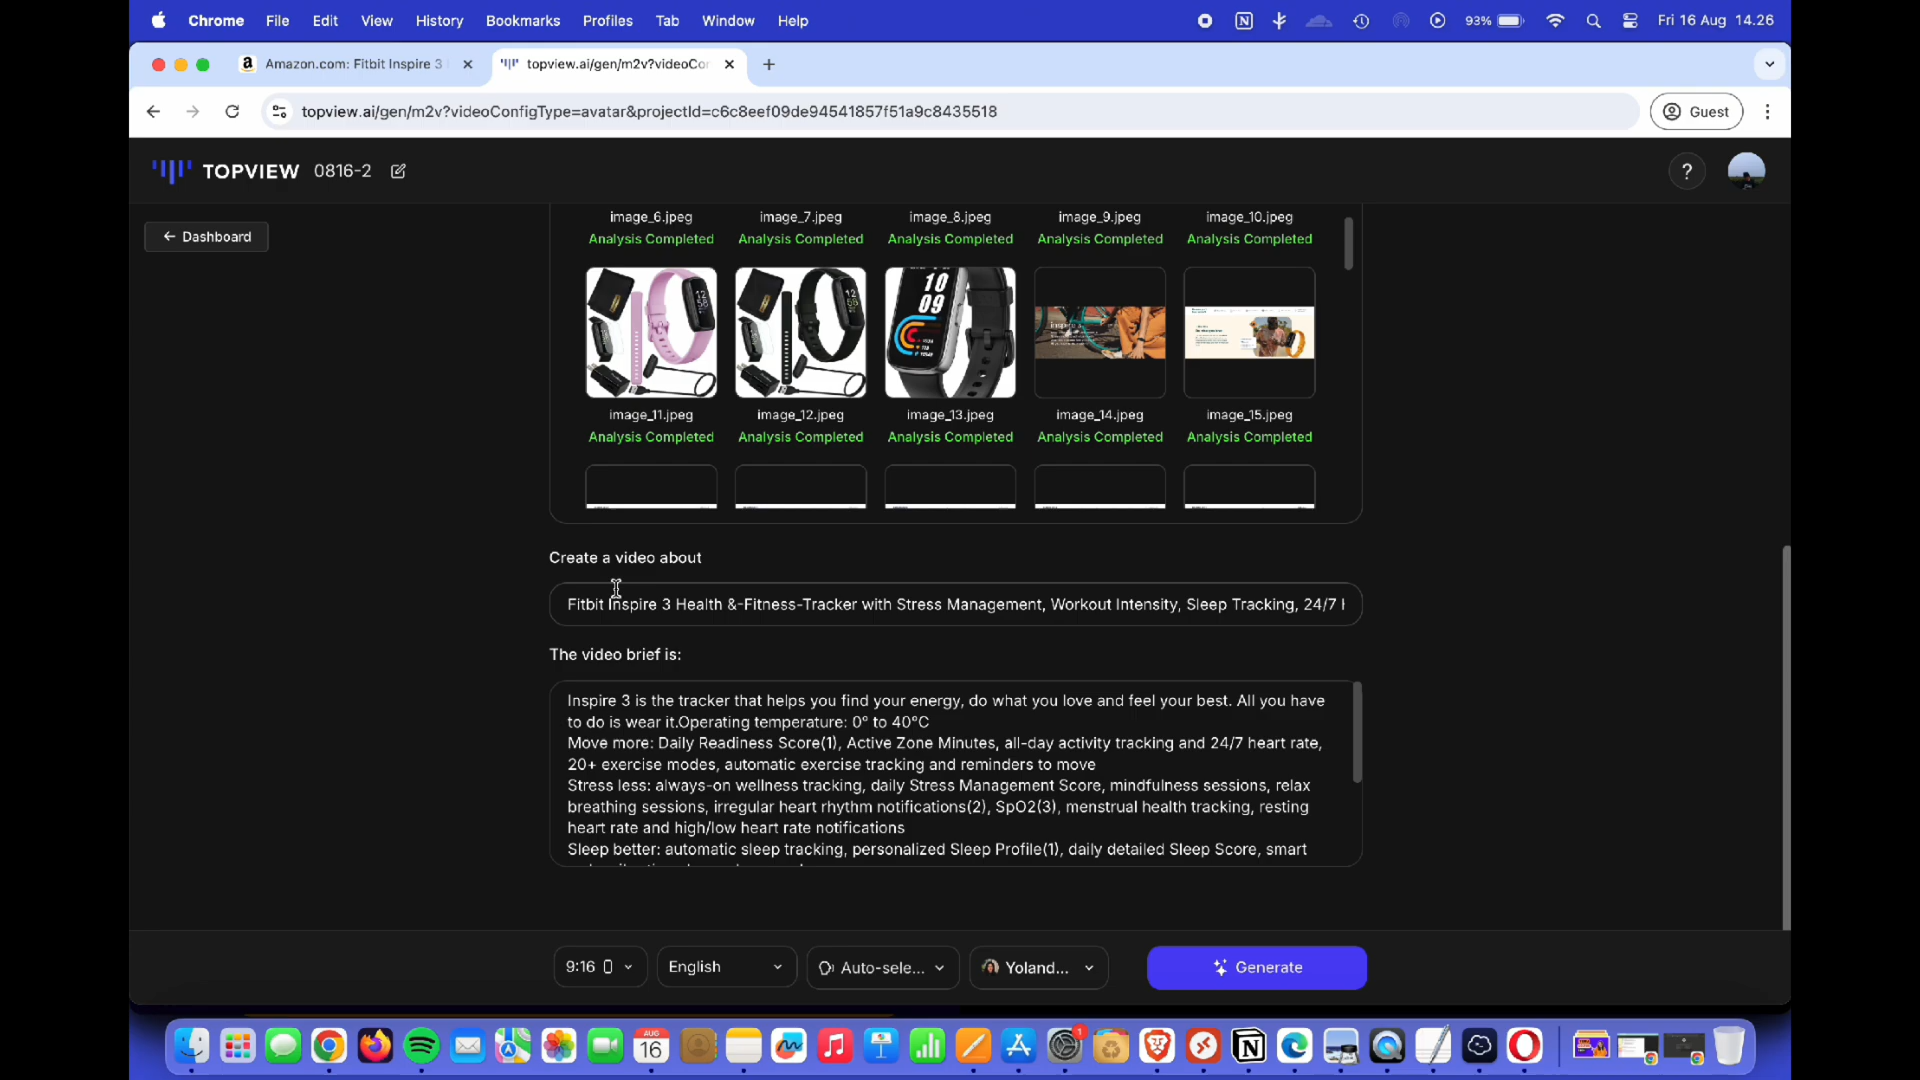 Chrome File Edit View History Bookmarks Profiles Tab Window Help 93% Fri 16 Aug 14.26
Amazon.com: Fitbit Inspire 3
topview.ai/gen/m2v?videoCo
topview.ai/gen/m2v?videoConfigType=avatar&projectId=c6c8eef09de94541857f51a9c8435518
Guest
TOPVIEW 0816-2
?
← Dashboard
image_6.jpeg image_7.jpeg image_8.jpeg image_9.jpeg image_10.jpeg
Analysis Completed Analysis Completed Analysis Completed Analysis Completed Analysis Completed
10
09
inspire 3
image_11.jpeg image_12.jpeg image_13.jpeg image_14.jpeg image_15.jpeg
Analysis Completed Analysis Completed Analysis Completed Analysis Completed Analysis Completed
Create a video about
Fitbit Inspire 3 Health &-Fitness-Tracker with Stress Management, Workout Intensity, Sleep Tracking, 24/7
The video brief is:
Inspire 3 is the tracker that helps you find your energy, do what you love and feel your best. All you have
to do is wear it.Operating temperature: 0° to 40°C
Move more: Daily Readiness Score(1), Active Zone Minutes, all-day activity tracking and 24/7 heart rate,
20+ exercise modes, automatic exercise tracking and reminders to move
Stress less: always-on wellness tracking, daily Stress Management Score, mindfulness sessions, relax
breathing sessions, irregular heart rhythm notifications(2), SpO2(3), menstrual health tracking, resting
heart rate and high/low heart rate notifications
Sleep better: automatic sleep tracking, personalized Sleep Profile(1), daily detailed Sleep Score, smart
9:16 English Auto-sele... Yoland... Generate
AUG
16
1